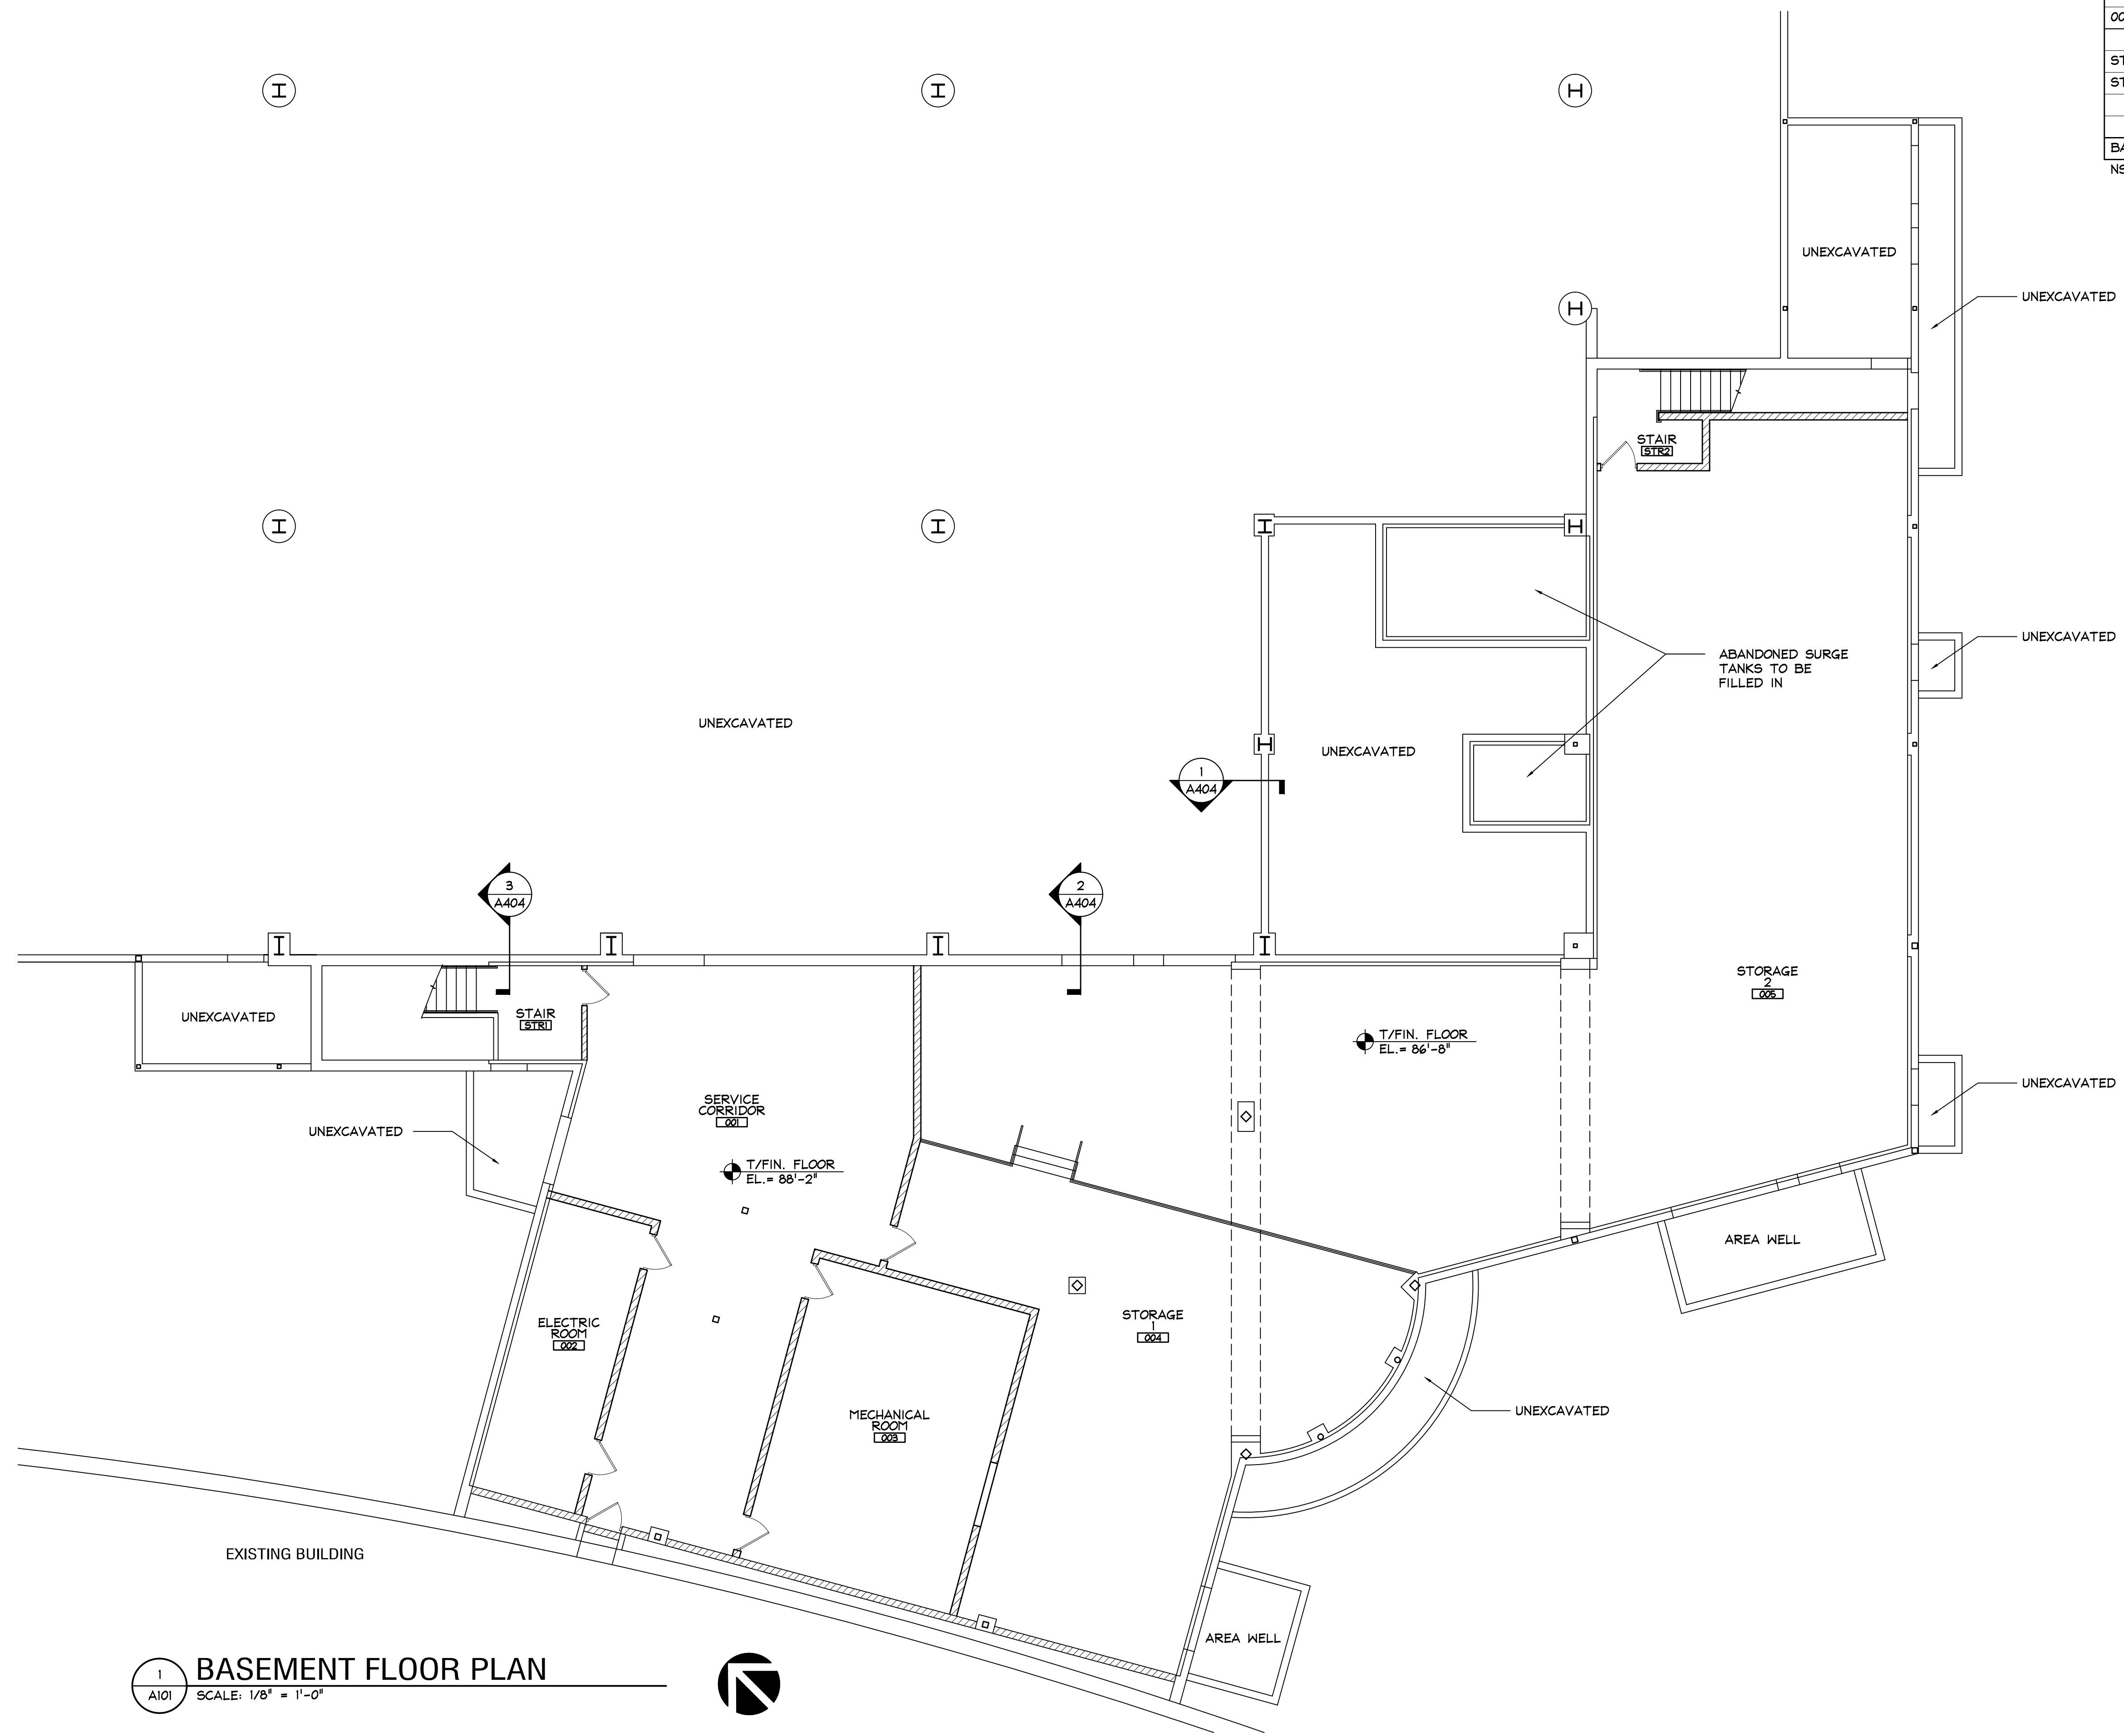 UNEXCAVATED
UNEXCAVATED
STAIR
STR2
UNEXCAVATED
ABANDONED SURGE
TANKS TO BE
FILLED IN
UNEXCAVATED
UNEXCAVATED
1
A404
3
A404
2
A404
STORAGE
2
005
UNEXCAVATED
STAIR
STR1
T/FIN. FLOOR
EL.= 86'-8"
UNEXCAVATED
SERVICE
CORRIDOR
001
UNEXCAVATED
T/FIN. FLOOR
EL.= 88'-2"
AREA WELL
ELECTRIC
ROOM
002
STORAGE
1
004
MECHANICAL
ROOM
003
UNEXCAVATED
EXISTING BUILDING
AREA WELL
1
A101
BASEMENT FLOOR PLAN
SCALE: 1/8" = 1'-0"